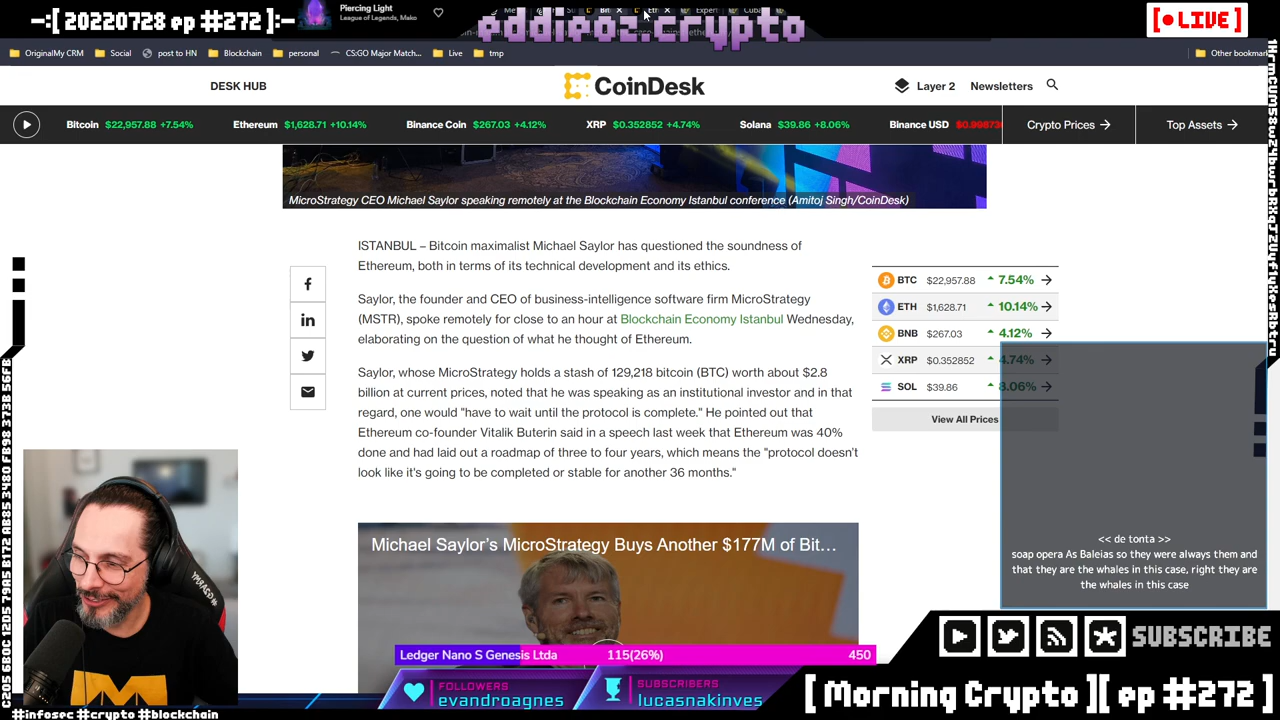 -:[ 20220728 ep #272 ]:-
Piercing Light
League of Legends, Mako
eddieoz.crypto
[●LIVE]
OriginalMy CRM
Social
post to HN
Blockchain
personal
CS:GO Major Match...
Live
tmp
Other bookmar
DESK HUB
CoinDesk
Layer 2
Newsletters
Bitcoin $22,957.88 +7.54%
Ethereum $1,628.71 +10.14%
Binance Coin $267.03 +4.12%
XRP $0.352852 +4.74%
Solana $39.86 +8.06%
Binance USD
Crypto Prices →
Top Assets →
MicroStrategy CEO Michael Saylor speaking remotely at the Blockchain Economy Istanbul conference (Amitoj Singh/CoinDesk)
ISTANBUL – Bitcoin maximalist Michael Saylor has questioned the soundness of
Ethereum, both in terms of its technical development and its ethics.
Saylor, the founder and CEO of business-intelligence software firm MicroStrategy
(MSTR), spoke remotely for close to an hour at Blockchain Economy Istanbul Wednesday,
elaborating on the question of what he thought of Ethereum.
Saylor, whose MicroStrategy holds a stash of 129,218 bitcoin (BTC) worth about $2.8
billion at current prices, noted that he was speaking as an institutional investor and in that
regard, one would "have to wait until the protocol is complete." He pointed out that
Ethereum co-founder Vitalik Buterin said in a speech last week that Ethereum was 40%
done and had laid out a roadmap of three to four years, which means the "protocol doesn't
look like it's going to be completed or stable for another 36 months."
BTC $22,957.88 7.54% →
ETH $1,628.71 10.14% →
BNB $267.03 4.12% →
XRP $0.352852 4.74% →
SOL $39.86 8.06% →
View All Prices
Michael Saylor's MicroStrategy Buys Another $177M of Bit...
<< de tonta >>
soap opera As Baleias so they were always them and
that they are the whales in this case, right they are
the whales in this case
Ledger Nano S Genesis Ltda 115(26%) 450
FOLLOWERS
evandroagnes
SUBSCRIBERS
lucasnakinves
SUBSCRIBE
[ Morning Crypto ][ ep #272 ]
#infosec #crypto #blockchain